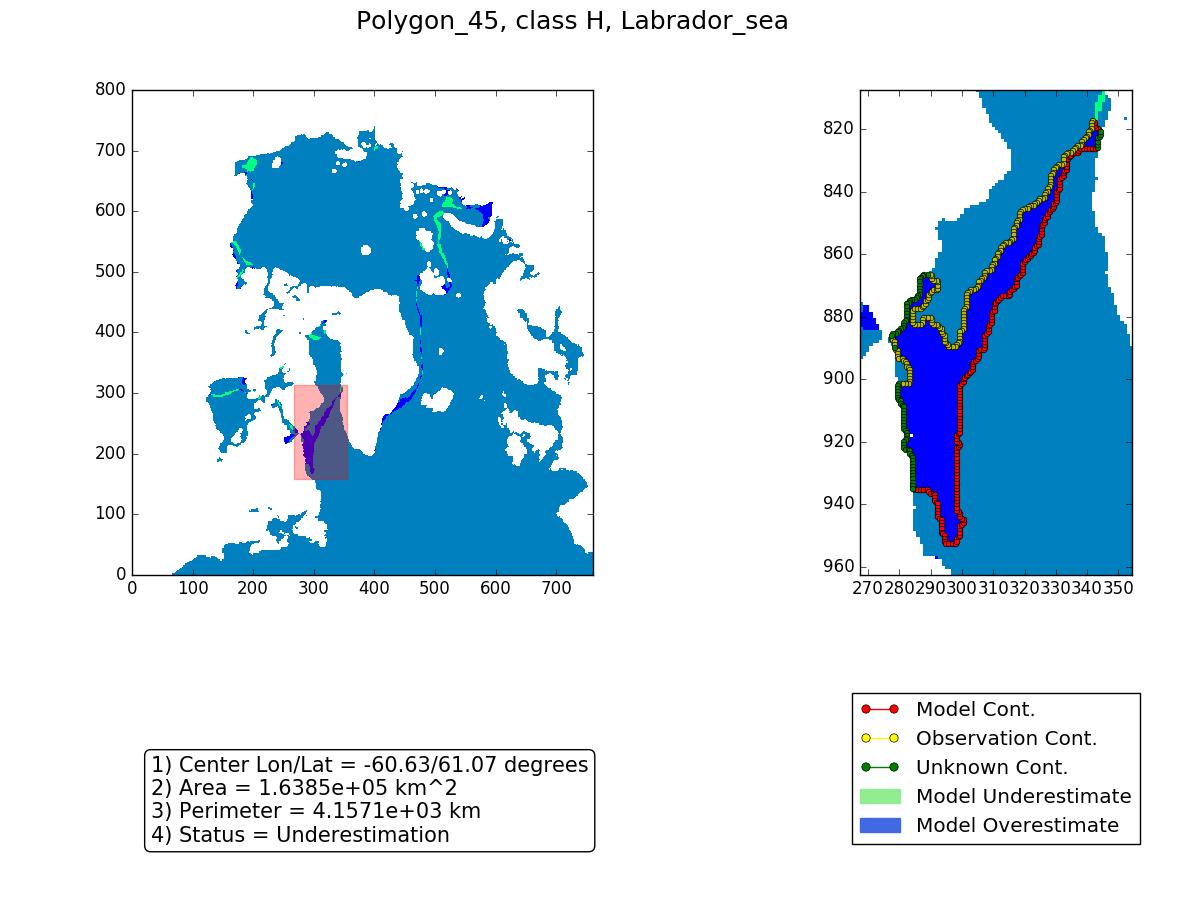 Polygon_45, class H, Labrador_sea
800
700
600
500
400
300
200
100
0
0 100 200 300 400 500 600 700
820
840
860
880
900
920
940
960
270 280 290 300 310 320 330 340 350
1) Center Lon/Lat = -60.63/61.07 degrees
2) Area = 1.6385e+05 km^2
3) Perimeter = 4.1571e+03 km
4) Status = Underestimation
Model Cont.
Observation Cont.
Unknown Cont.
Model Underestimate
Model Overestimate